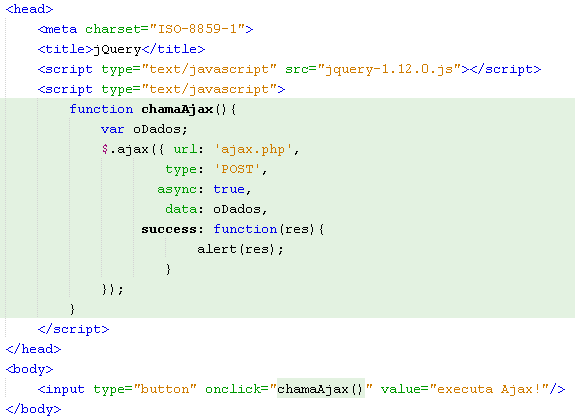 <head>
<meta charset="ISO-8859-1">
<title>jQuery</title>
<script type="text/javascript" src="jquery-1.12.0.js"></script>
<script type="text/javascript">
function chamaAjax(){
var oDados;
$.ajax({ url: 'ajax.php',
type: 'POST',
async: true,
data: oDados,
success: function(res){
alert(res);
}
});
}
</script>
</head>
<body>
<input type="button" onclick="chamaAjax()" value="executa Ajax!"/>
</body>